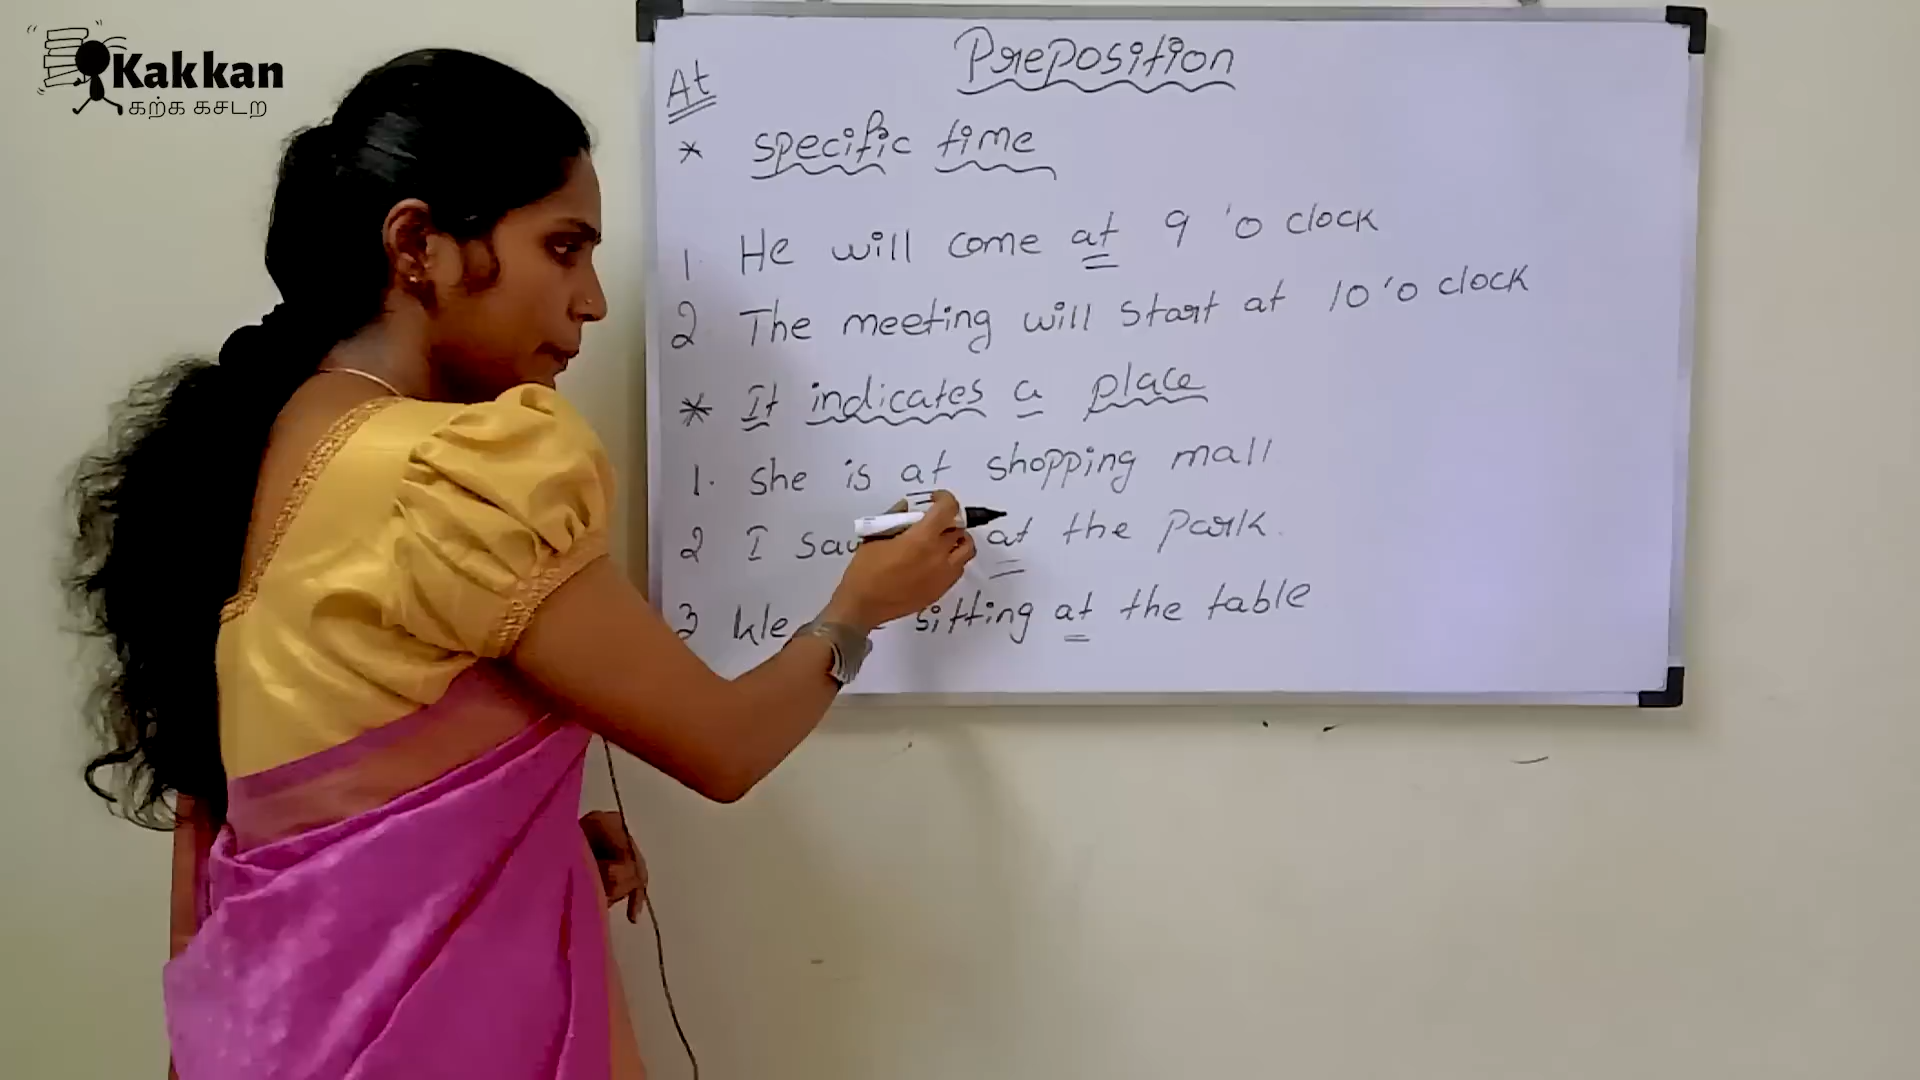 Kakkan
கற்க கசடற
Preposition
At
* specific time
1. He will come at 9 'o clock
2 The meeting will start at 10 'o clock
* It indicates a place
1. She is at shopping mall
2 I at the park.
3 sitting at the table